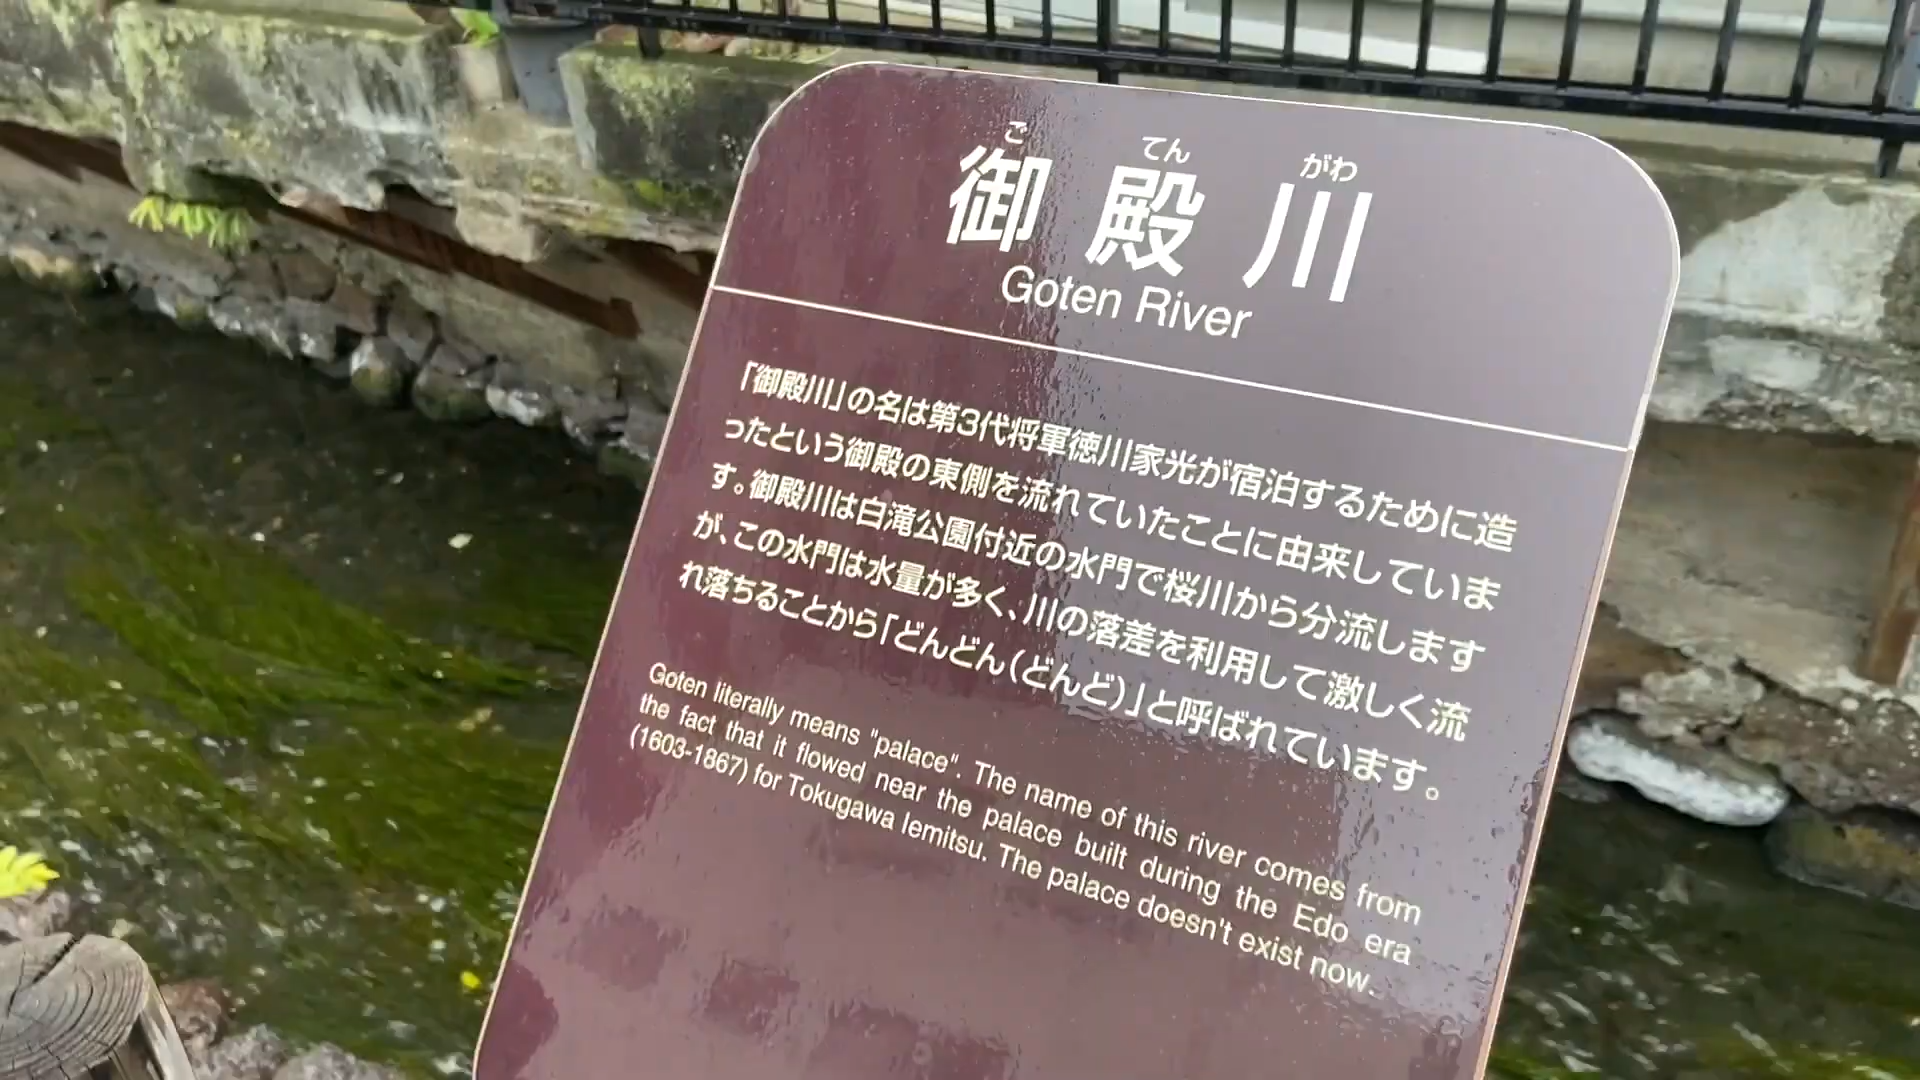 ご てん がわ
御殿川
Goten River
「御殿川」の名は第3代将軍徳川家光が宿泊するために造
ったという御殿の東側を流れていたことに由来していま
す。御殿川は白滝公園付近の水門で桜川から分流します
が、この水門は水量が多く、川の落差を利用して激しく流
れ落ちることから「どんどん(どんど)」と呼ばれています。
Goten literally means "palace". The name of this river comes from
the fact that it flowed near the palace built during the Edo era
(1603-1867) for Tokugawa Iemitsu. The palace doesn't exist now.